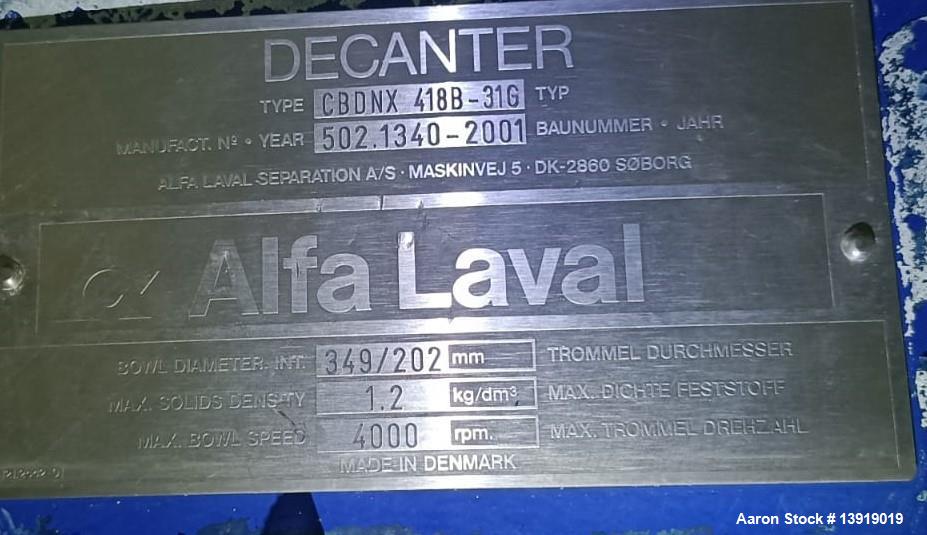 DECANTER
TYPE CBDNX 418B-31G TYP
MANUFACT. Nº • YEAR 502.1340-2001 BAUNUMMER • JAHR
ALFA LAVAL SEPARATION A/S · MASKINVEJ 5 · DK-2860 SØBORG
Alfa Laval
BOWL DIAMETER. INT. 349/202 mm TROMMEL DURCHMESSER
MAX. SOLIDS DENSITY 1.2 kg/dm³ MAX. DICHTE FESTSTOFF
MAX. BOWL SPEED 4000 rpm. MAX. TROMMEL DREHZAHL
MADE IN DENMARK
Aaron Stock # 13919019